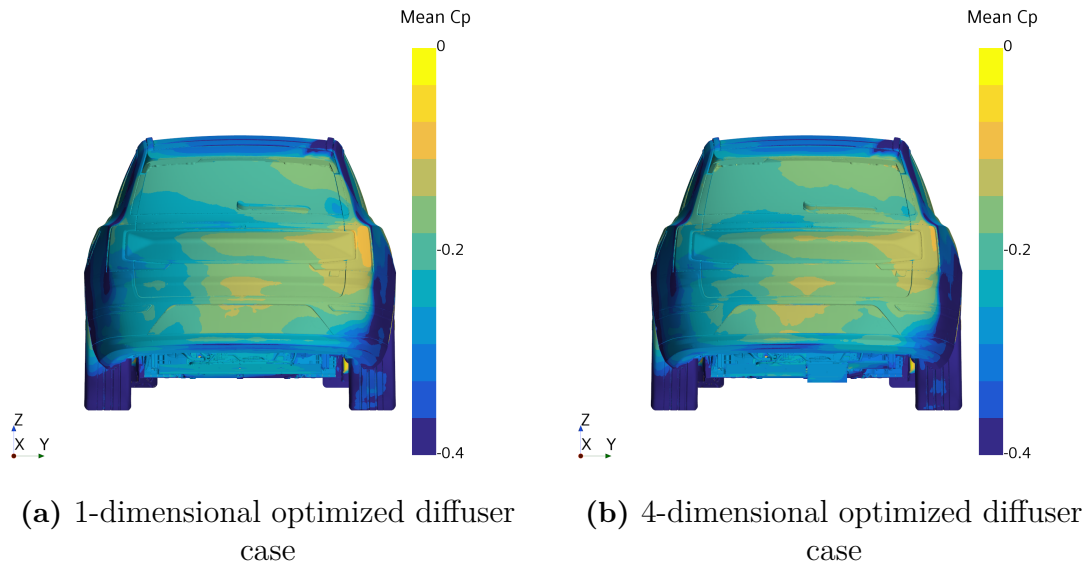 Mean Cp
0
-0.2
-0.4
Z
X Y
(a) 1-dimensional optimized diffuser
case
Mean Cp
0
-0.2
-0.4
Z
X Y
(b) 4-dimensional optimized diffuser
case